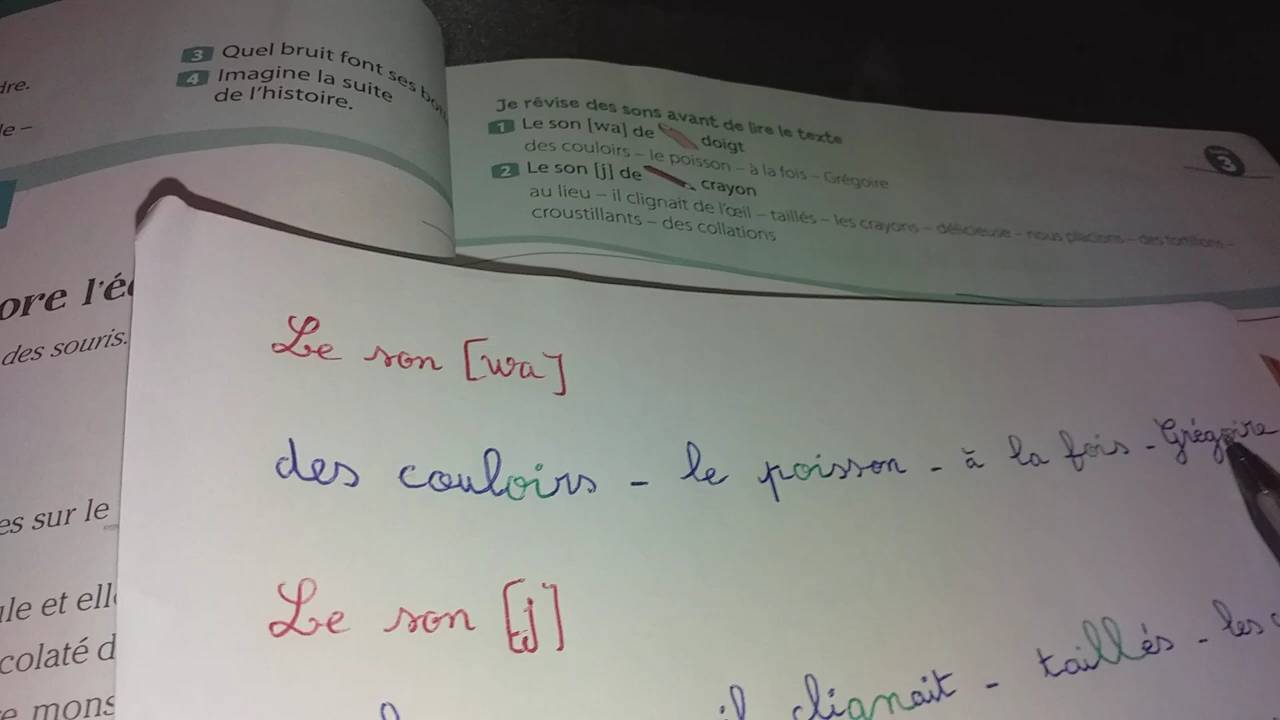 dre.
le –
3 Quel bruit font ses
4 Imagine la suite
de l'histoire.
Je révise des sons avant de lire le texte
1 Le son [wa] de doigt
des couloirs – le poisson – à la fois – Grégoire
2 Le son [j] de crayon
au lieu – il clignait de l'œil – taillés – les crayons – délicieuse – nous placions – des tortillons –
croustillants – des collations
3
ore l'é
des souris.
es sur le
ule et elle
colaté d
mons
Le son [wa]
des couloirs - le poisson - à la fois - Grégoire
Le son [j]
il clignait - taillés - les